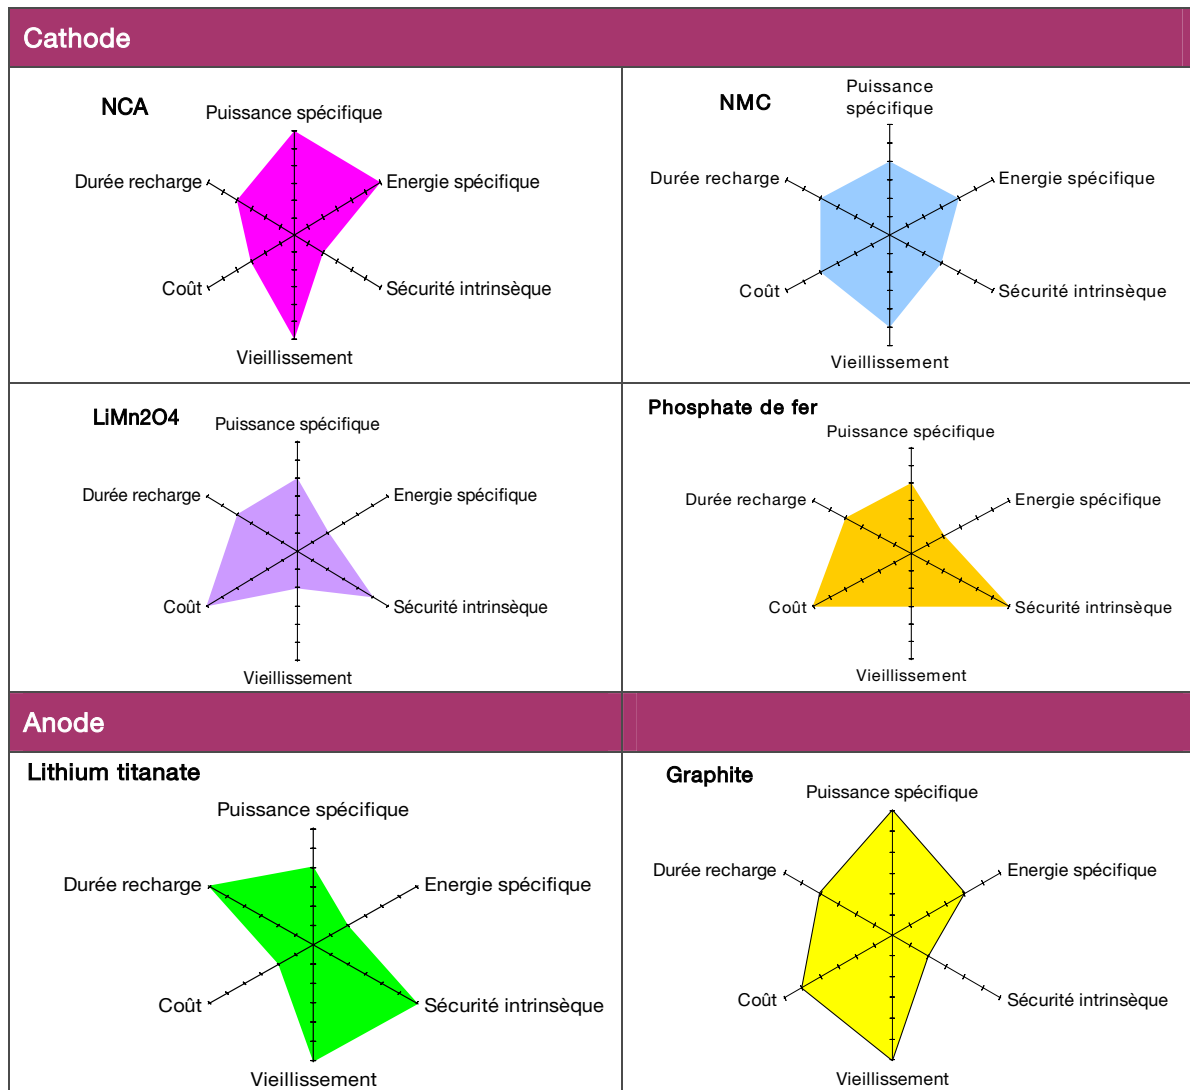 Cathode
NCA
Puissance spécifique
Durée recharge
Energie spécifique
Coût
Sécurité intrinsèque
Vieillissement
NMC
Puissance
spécifique
Durée recharge
Energie spécifique
Coût
Sécurité intrinsèque
Vieillissement
LiMn2O4
Puissance spécifique
Durée recharge
Energie spécifique
Coût
Sécurité intrinsèque
Vieillissement
Phosphate de fer
Puissance spécifique
Durée recharge
Energie spécifique
Coût
Sécurité intrinsèque
Vieillissement
Anode
Lithium titanate
Puissance spécifique
Durée recharge
Energie spécifique
Coût
Sécurité intrinsèque
Vieillissement
Graphite
Puissance spécifique
Durée recharge
Energie spécifique
Coût
Sécurité intrinsèque
Vieillissement